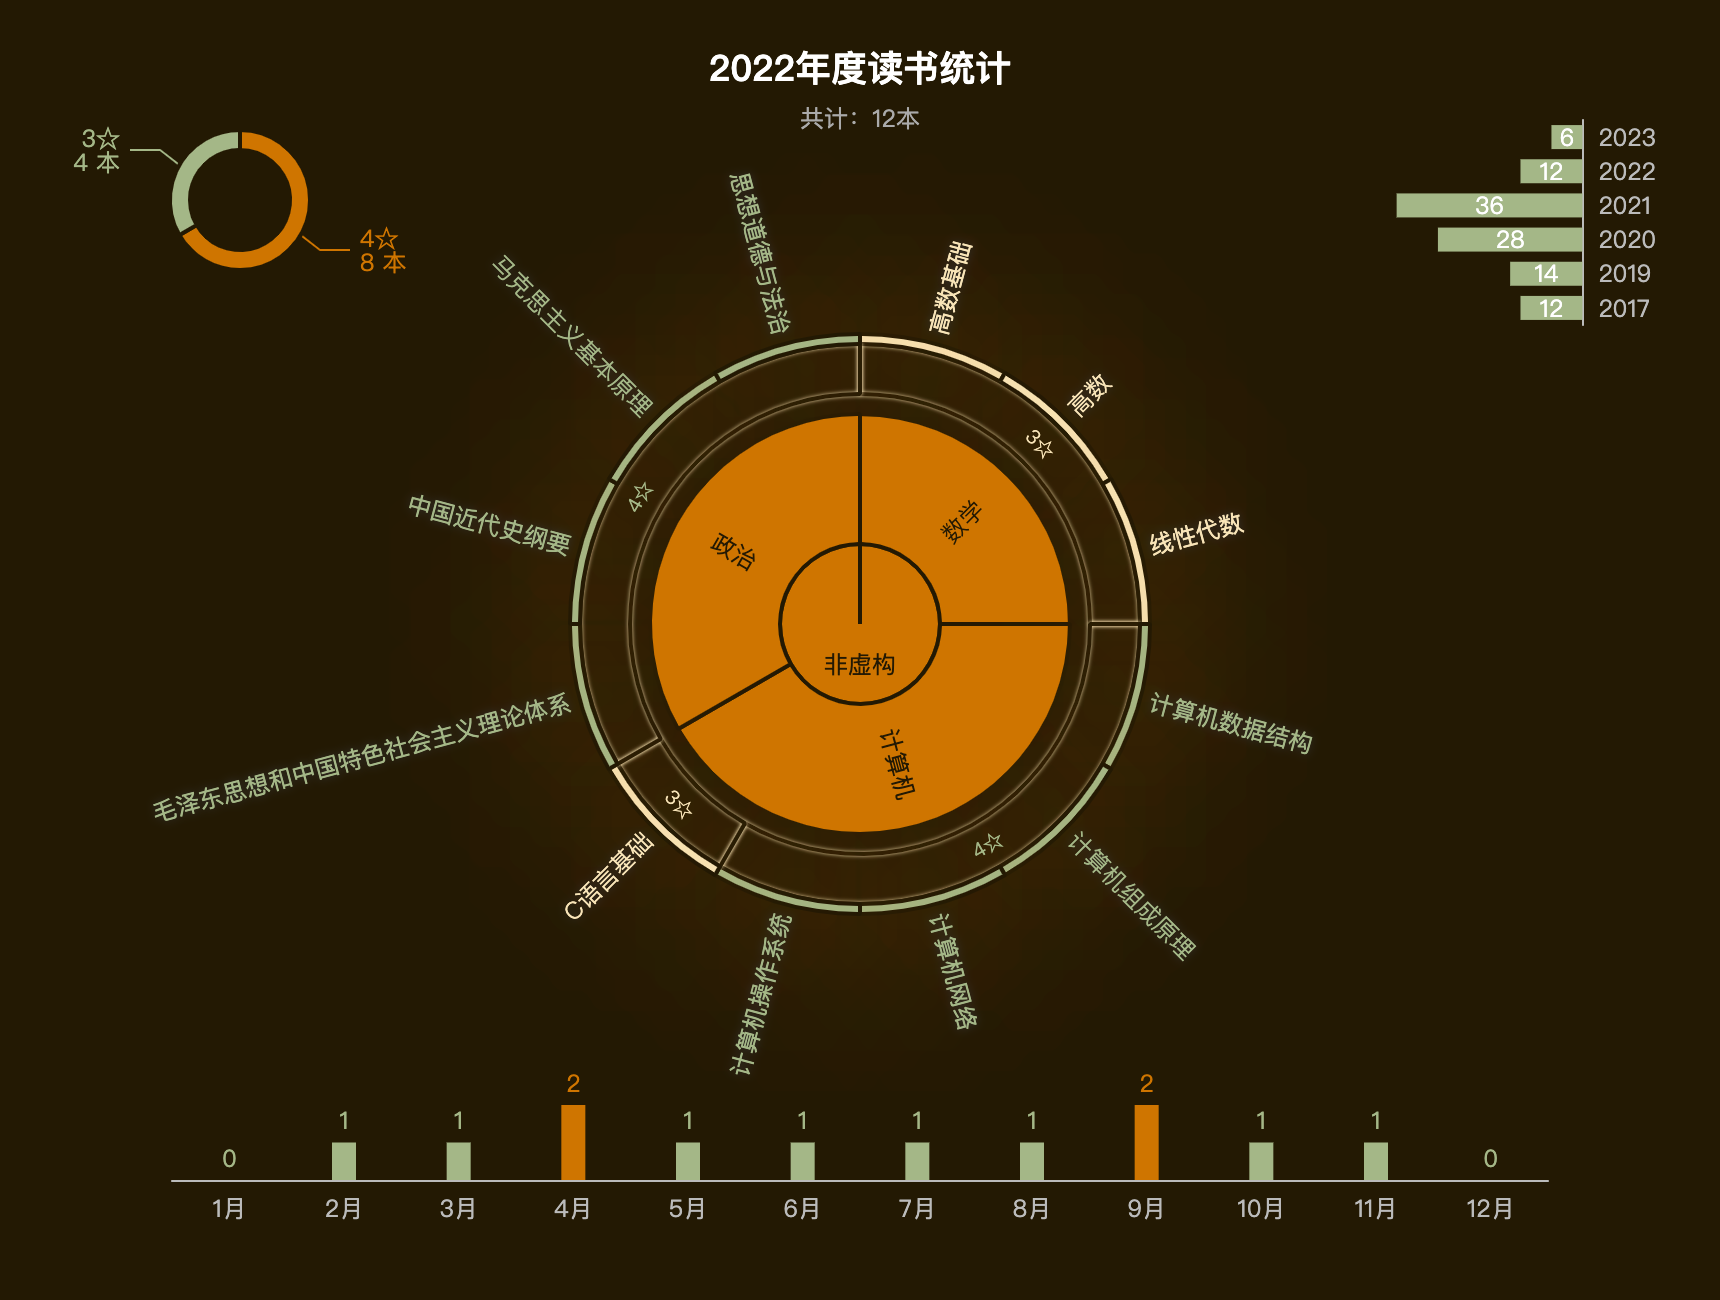 2022年度读书统计
共计：12本
3☆
4 本
4☆
8 本
6 2023
12 2022
36 2021
28 2020
14 2019
12 2017
思想道德与法治
马克思主义基本原理
中国近代史纲要
毛泽东思想和中国特色社会主义理论体系
C语言基础
计算机操作系统
计算机网络
计算机组成原理
计算机数据结构
线性代数
高数
高数基础
4☆
3☆
3☆
4☆
政治
数学
非虚构
计算机
0 1 1 2 1 1 1 1 2 1 1 0
1月 2月 3月 4月 5月 6月 7月 8月 9月 10月 11月 12月